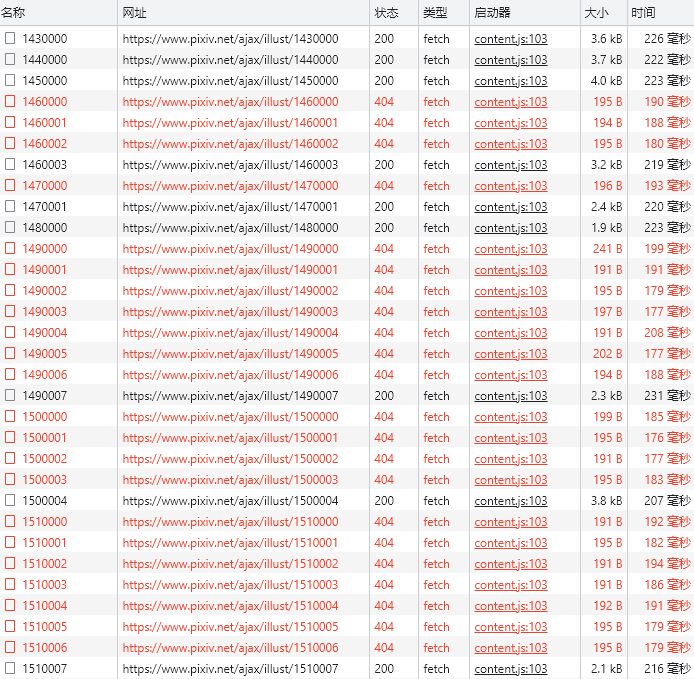 名称 网址 状态 类型 启动器 大小 时间
1430000 https://www.pixiv.net/ajax/illust/1430000 200 fetch content.js:103 3.6 kB 226 毫秒
1440000 https://www.pixiv.net/ajax/illust/1440000 200 fetch content.js:103 3.7 kB 222 毫秒
1450000 https://www.pixiv.net/ajax/illust/1450000 200 fetch content.js:103 4.0 kB 223 毫秒
1460000 https://www.pixiv.net/ajax/illust/1460000 404 fetch content.js:103 195 B 190 毫秒
1460001 https://www.pixiv.net/ajax/illust/1460001 404 fetch content.js:103 194 B 188 毫秒
1460002 https://www.pixiv.net/ajax/illust/1460002 404 fetch content.js:103 195 B 180 毫秒
1460003 https://www.pixiv.net/ajax/illust/1460003 200 fetch content.js:103 3.2 kB 219 毫秒
1470000 https://www.pixiv.net/ajax/illust/1470000 404 fetch content.js:103 196 B 193 毫秒
1470001 https://www.pixiv.net/ajax/illust/1470001 200 fetch content.js:103 2.4 kB 220 毫秒
1480000 https://www.pixiv.net/ajax/illust/1480000 200 fetch content.js:103 1.9 kB 223 毫秒
1490000 https://www.pixiv.net/ajax/illust/1490000 404 fetch content.js:103 241 B 199 毫秒
1490001 https://www.pixiv.net/ajax/illust/1490001 404 fetch content.js:103 191 B 191 毫秒
1490002 https://www.pixiv.net/ajax/illust/1490002 404 fetch content.js:103 195 B 179 毫秒
1490003 https://www.pixiv.net/ajax/illust/1490003 404 fetch content.js:103 197 B 177 毫秒
1490004 https://www.pixiv.net/ajax/illust/1490004 404 fetch content.js:103 191 B 208 毫秒
1490005 https://www.pixiv.net/ajax/illust/1490005 404 fetch content.js:103 202 B 177 毫秒
1490006 https://www.pixiv.net/ajax/illust/1490006 404 fetch content.js:103 194 B 188 毫秒
1490007 https://www.pixiv.net/ajax/illust/1490007 200 fetch content.js:103 2.3 kB 231 毫秒
1500000 https://www.pixiv.net/ajax/illust/1500000 404 fetch content.js:103 199 B 185 毫秒
1500001 https://www.pixiv.net/ajax/illust/1500001 404 fetch content.js:103 195 B 176 毫秒
1500002 https://www.pixiv.net/ajax/illust/1500002 404 fetch content.js:103 191 B 177 毫秒
1500003 https://www.pixiv.net/ajax/illust/1500003 404 fetch content.js:103 195 B 183 毫秒
1500004 https://www.pixiv.net/ajax/illust/1500004 200 fetch content.js:103 3.8 kB 207 毫秒
1510000 https://www.pixiv.net/ajax/illust/1510000 404 fetch content.js:103 191 B 192 毫秒
1510001 https://www.pixiv.net/ajax/illust/1510001 404 fetch content.js:103 195 B 182 毫秒
1510002 https://www.pixiv.net/ajax/illust/1510002 404 fetch content.js:103 191 B 194 毫秒
1510003 https://www.pixiv.net/ajax/illust/1510003 404 fetch content.js:103 191 B 186 毫秒
1510004 https://www.pixiv.net/ajax/illust/1510004 404 fetch content.js:103 192 B 191 毫秒
1510005 https://www.pixiv.net/ajax/illust/1510005 404 fetch content.js:103 195 B 179 毫秒
1510006 https://www.pixiv.net/ajax/illust/1510006 404 fetch content.js:103 195 B 179 毫秒
1510007 https://www.pixiv.net/ajax/illust/1510007 200 fetch content.js:103 2.1 kB 216 毫秒